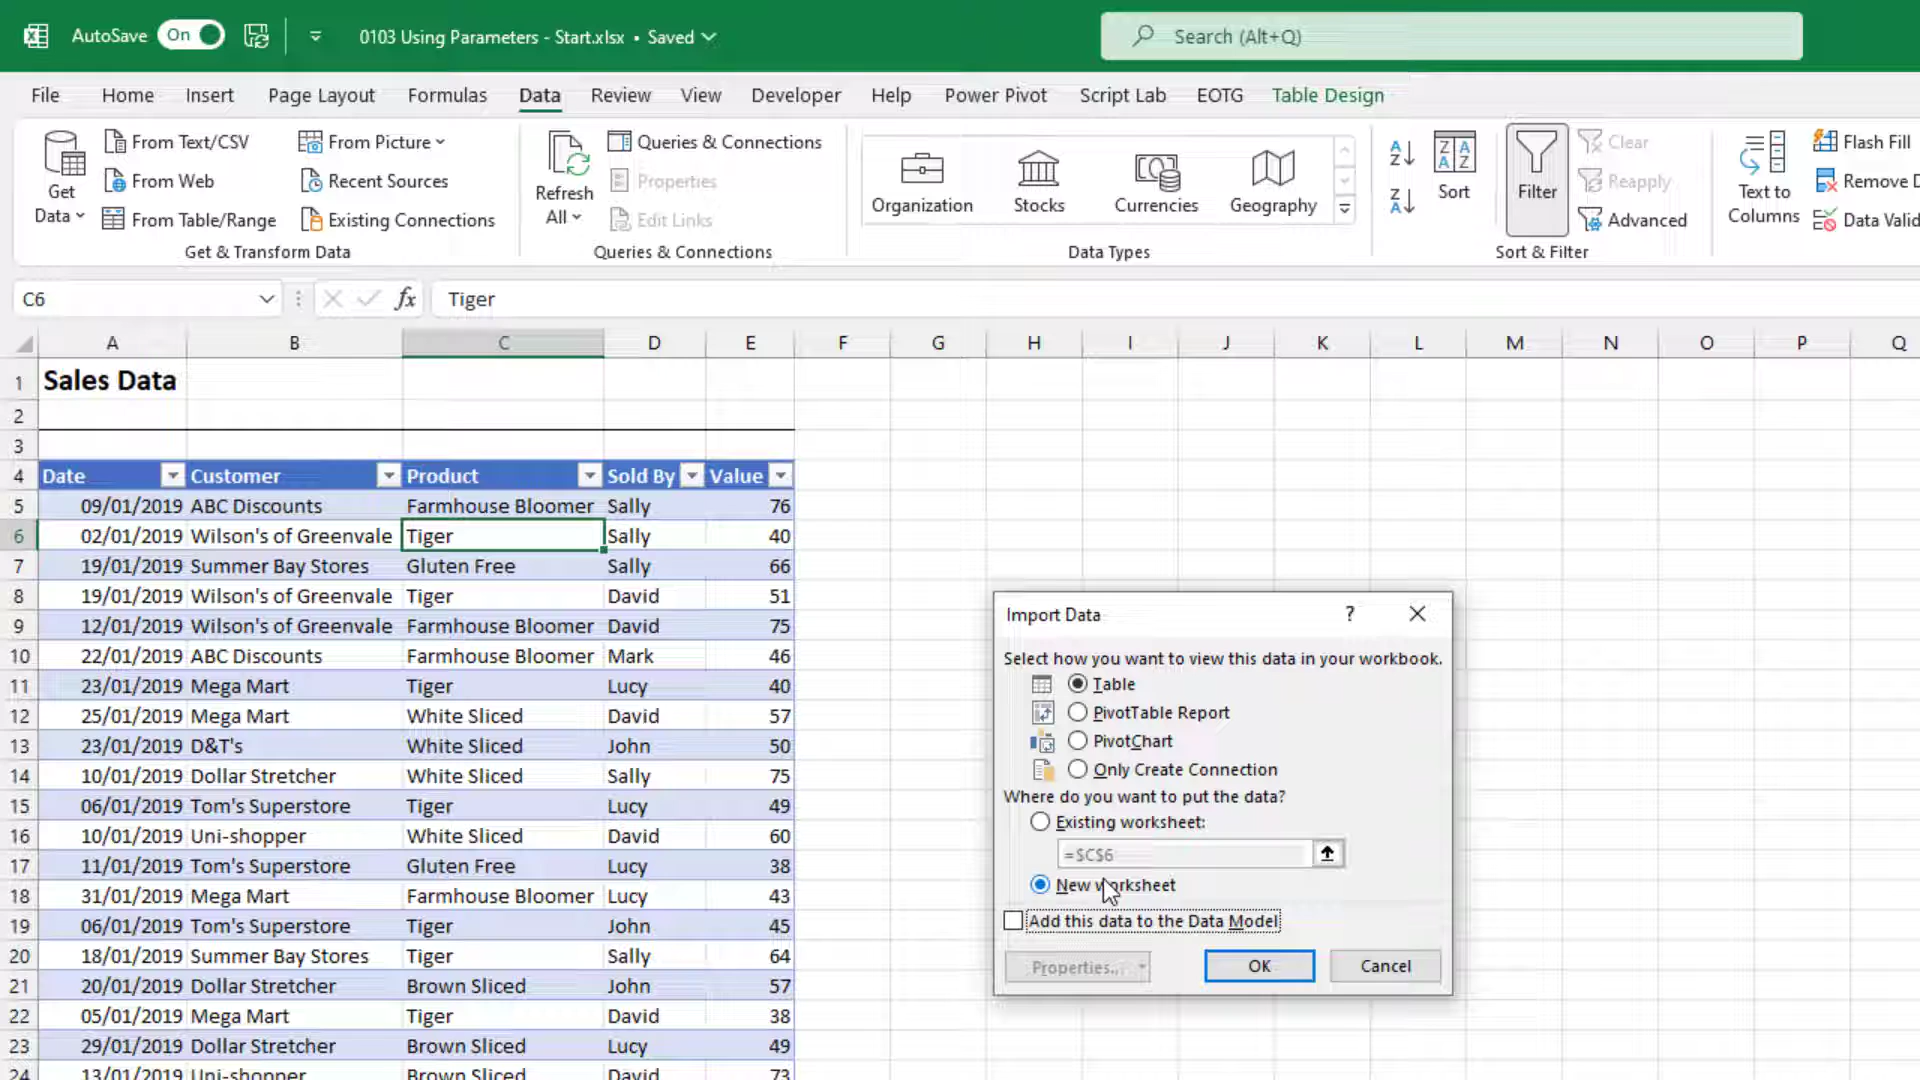 AutoSave On 0103 Using Parameters - Start.xlsx • Saved Search (Alt+Q)
File Home Insert Page Layout Formulas Data Review View Developer Help Power Pivot Script Lab EOTG Table Design
Get Data
From Text/CSV
From Web
From Table/Range
From Picture
Recent Sources
Existing Connections
Get & Transform Data
Refresh All
Queries & Connections
Properties
Edit Links
Queries & Connections
Organization Stocks Currencies Geography
Data Types
Sort
Filter
Clear
Reapply
Advanced
Sort & Filter
Text to Columns
Flash Fill
Remove D
Data Valid
C6 fx Tiger
A B C D E F G H I J K L M N O P Q
1 Sales Data
2
3
4 Date Customer Product Sold By Value
5 09/01/2019 ABC Discounts Farmhouse Bloomer Sally 76
6 02/01/2019 Wilson's of Greenvale Tiger Sally 40
7 19/01/2019 Summer Bay Stores Gluten Free Sally 66
8 19/01/2019 Wilson's of Greenvale Tiger David 51
9 12/01/2019 Wilson's of Greenvale Farmhouse Bloomer David 75
10 22/01/2019 ABC Discounts Farmhouse Bloomer Mark 46
11 23/01/2019 Mega Mart Tiger Lucy 40
12 25/01/2019 Mega Mart White Sliced David 57
13 23/01/2019 D&T's White Sliced John 50
14 10/01/2019 Dollar Stretcher White Sliced Sally 75
15 06/01/2019 Tom's Superstore Tiger Lucy 49
16 10/01/2019 Uni-shopper White Sliced David 60
17 11/01/2019 Tom's Superstore Gluten Free Lucy 38
18 31/01/2019 Mega Mart Farmhouse Bloomer Lucy 43
19 06/01/2019 Tom's Superstore Tiger John 45
20 18/01/2019 Summer Bay Stores Tiger Sally 64
21 20/01/2019 Dollar Stretcher Brown Sliced John 57
22 05/01/2019 Mega Mart Tiger David 38
23 29/01/2019 Dollar Stretcher Brown Sliced Lucy 49
24 13/01/2019 Uni-shopper Brown Sliced David 73
Import Data ?
Select how you want to view this data in your workbook.
Table
PivotTable Report
PivotChart
Only Create Connection
Where do you want to put the data?
Existing worksheet:
=$C$6
New worksheet
Add this data to the Data Model
Properties... OK Cancel